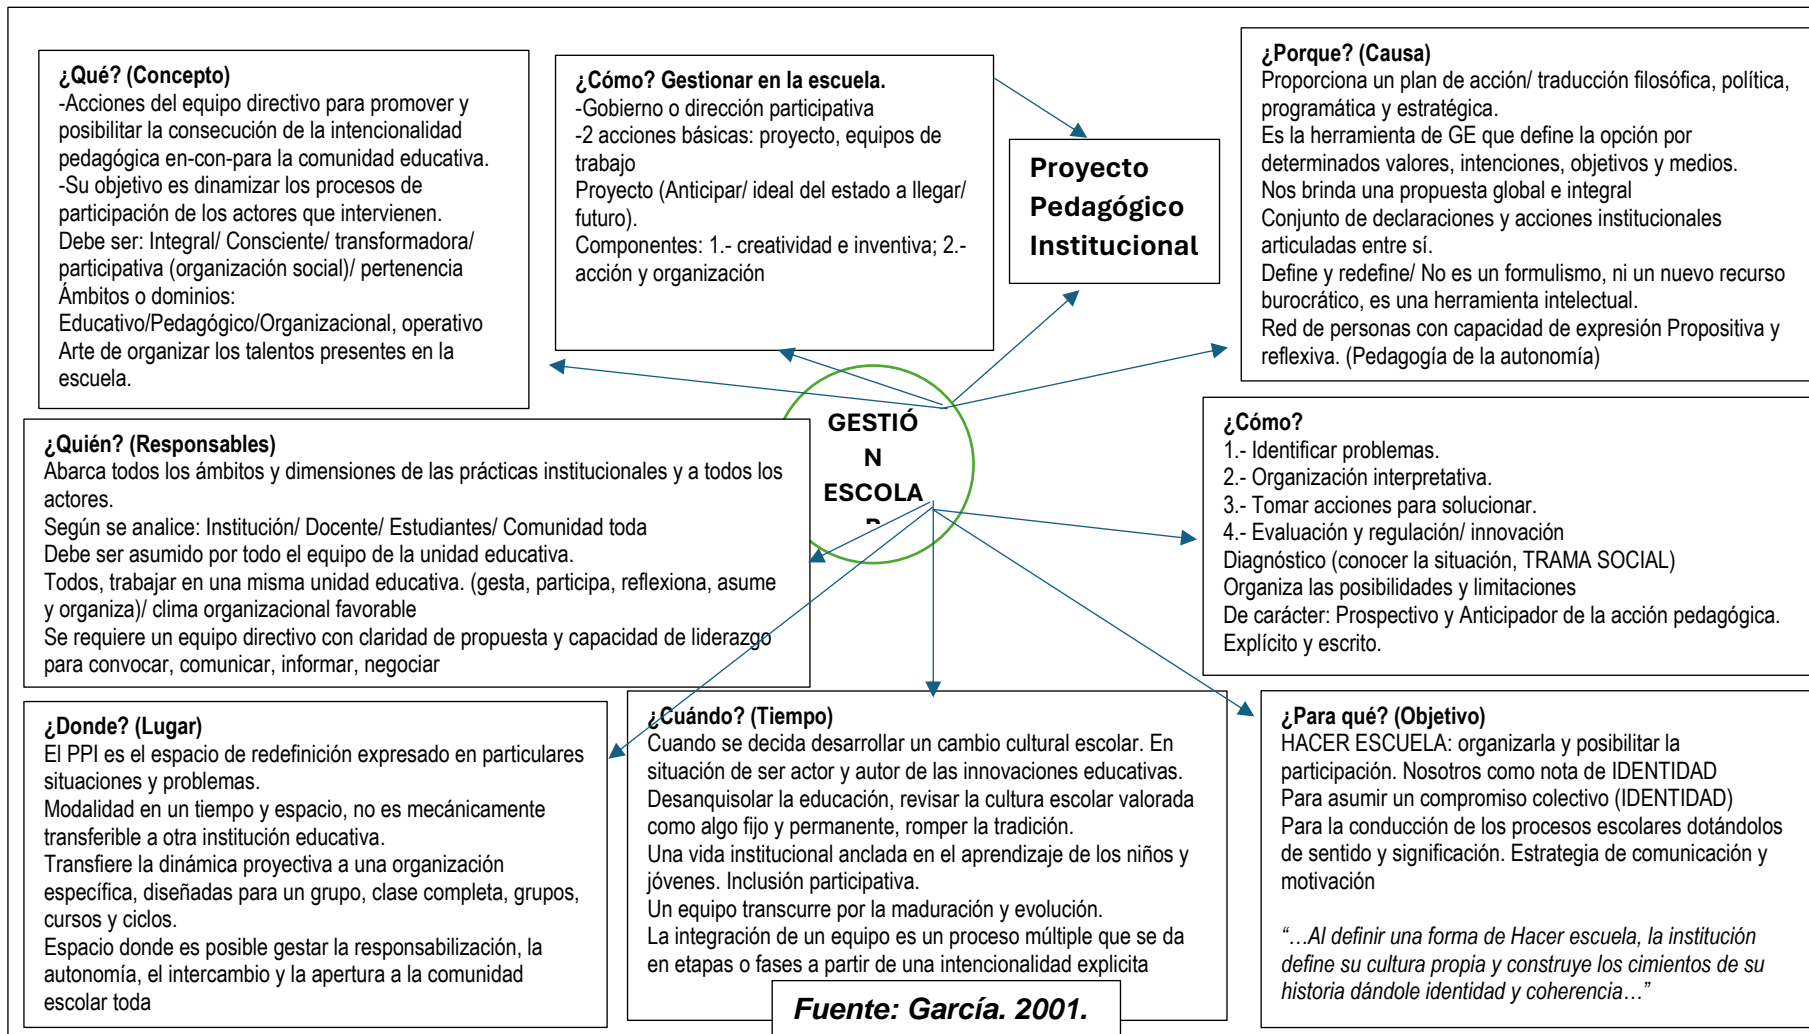 ¿Qué? (Concepto)
-Acciones del equipo directivo para promover y
posibilitar la consecución de la intencionalidad
pedagógica en-con-para la comunidad educativa.
-Su objetivo es dinamizar los procesos de
participación de los actores que intervienen.
Debe ser: Integral/ Consciente/ transformadora/
participativa (organización social)/ pertenencia
Ámbitos o dominios:
Educativo/Pedagógico/Organizacional, operativo
Arte de organizar los talentos presentes en la
escuela.
¿Cómo? Gestionar en la escuela.
-Gobierno o dirección participativa
-2 acciones básicas: proyecto, equipos de
trabajo
Proyecto (Anticipar/ ideal del estado a llegar/
futuro).
Componentes: 1.- creatividad e inventiva; 2.-
acción y organización
Proyecto
Pedagógico
Institucional
¿Porque? (Causa)
Proporciona un plan de acción/ traducción filosófica, política,
programática y estratégica.
Es la herramienta de GE que define la opción por
determinados valores, intenciones, objetivos y medios.
Nos brinda una propuesta global e integral
Conjunto de declaraciones y acciones institucionales
articuladas entre sí.
Define y redefine/ No es un formulismo, ni un nuevo recurso
burocrático, es una herramienta intelectual.
Red de personas con capacidad de expresión Propositiva y
reflexiva. (Pedagogía de la autonomía)
GESTIÓ
N
ESCOLA
R
¿Quién? (Responsables)
Abarca todos los ámbitos y dimensiones de las prácticas institucionales y a todos los
actores.
Según se analice: Institución/ Docente/ Estudiantes/ Comunidad toda
Debe ser asumido por todo el equipo de la unidad educativa.
Todos, trabajar en una misma unidad educativa. (gesta, participa, reflexiona, asume
y organiza)/ clima organizacional favorable
Se requiere un equipo directivo con claridad de propuesta y capacidad de liderazgo
para convocar, comunicar, informar, negociar
¿Cómo?
1.- Identificar problemas.
2.- Organización interpretativa.
3.- Tomar acciones para solucionar.
4.- Evaluación y regulación/ innovación
Diagnóstico (conocer la situación, TRAMA SOCIAL)
Organiza las posibilidades y limitaciones
De carácter: Prospectivo y Anticipador de la acción pedagógica.
Explícito y escrito.
¿Donde? (Lugar)
El PPI es el espacio de redefinición expresado en particulares
situaciones y problemas.
Modalidad en un tiempo y espacio, no es mecánicamente
transferible a otra institución educativa.
Transfiere la dinámica proyectiva a una organización
específica, diseñadas para un grupo, clase completa, grupos,
cursos y ciclos.
Espacio donde es posible gestar la responsabilización, la
autonomía, el intercambio y la apertura a la comunidad
escolar toda
¿Cuándo? (Tiempo)
Cuando se decida desarrollar un cambio cultural escolar. En
situación de ser actor y autor de las innovaciones educativas.
Desanquisolar la educación, revisar la cultura escolar valorada
como algo fijo y permanente, romper la tradición.
Una vida institucional anclada en el aprendizaje de los niños y
jóvenes. Inclusión participativa.
Un equipo transcurre por la maduración y evolución.
La integración de un equipo es un proceso múltiple que se da
en etapas o fases a partir de una intencionalidad explicita
¿Para qué? (Objetivo)
HACER ESCUELA: organizarla y posibilitar la
participación. Nosotros como nota de IDENTIDAD
Para asumir un compromiso colectivo (IDENTIDAD)
Para la conducción de los procesos escolares dotándolos
de sentido y significación. Estrategia de comunicación y
motivación
“…Al definir una forma de Hacer escuela, la institución
define su cultura propia y construye los cimientos de su
historia dándole identidad y coherencia…”
Fuente: García. 2001.